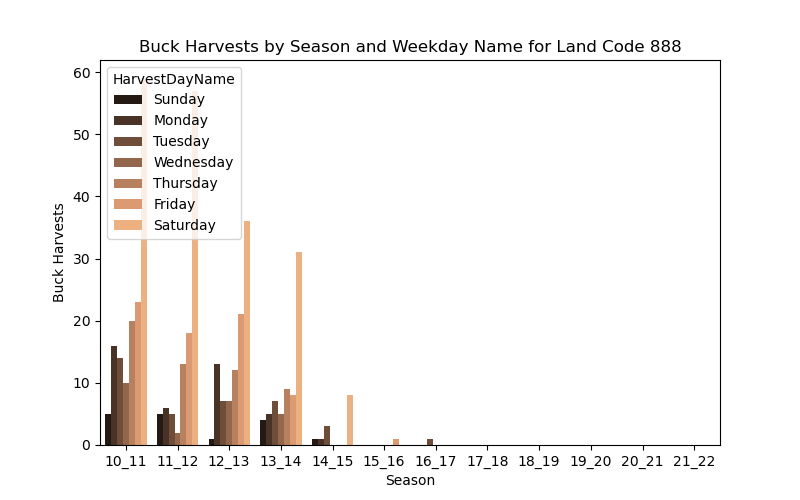 Buck Harvests by Season and Weekday Name for Land Code 888
60
50
40
30
20
10
0
Buck Harvests
HarvestDayName
Sunday
Monday
Tuesday
Wednesday
Thursday
Friday
Saturday
10_11 11_12 12_13 13_14 14_15 15_16 16_17 17_18 18_19 19_20 20_21 21_22
Season